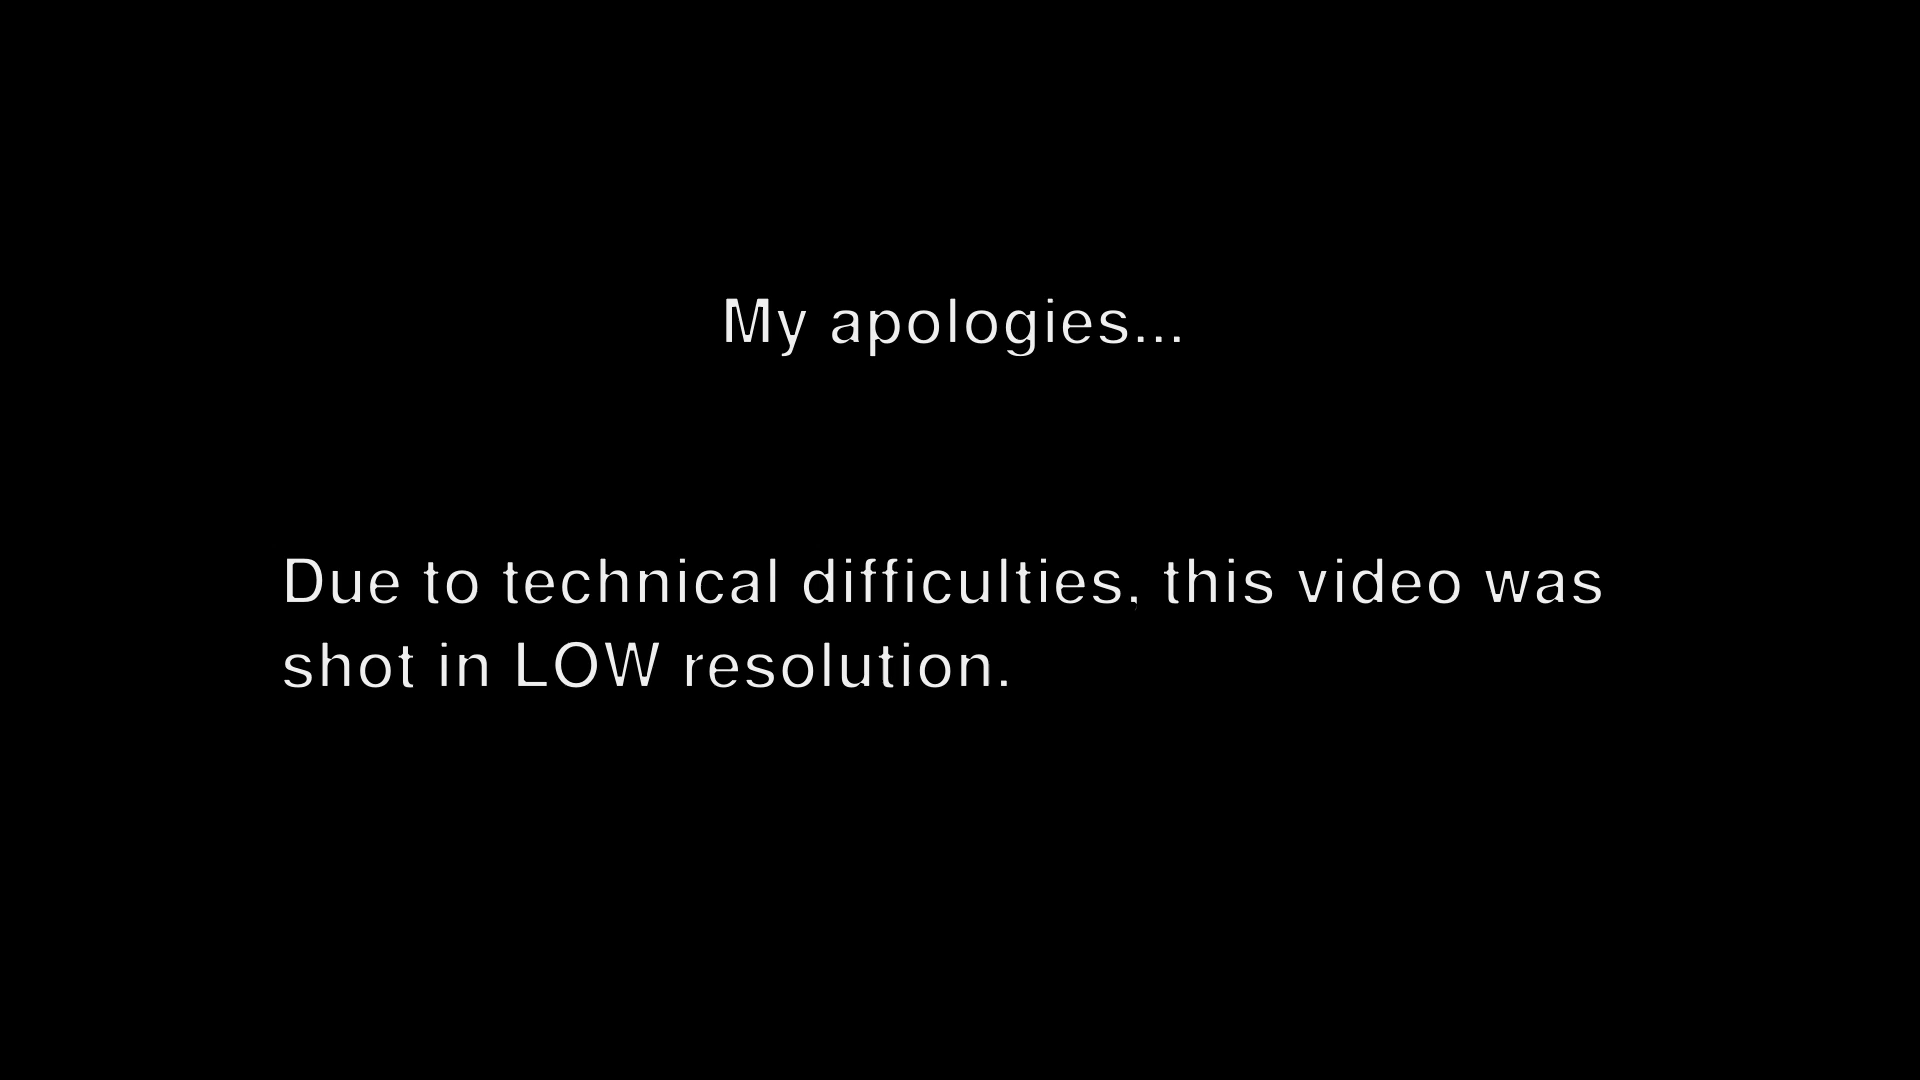 My apologies...
Due to technical difficulties, this video was
shot in LOW resolution.